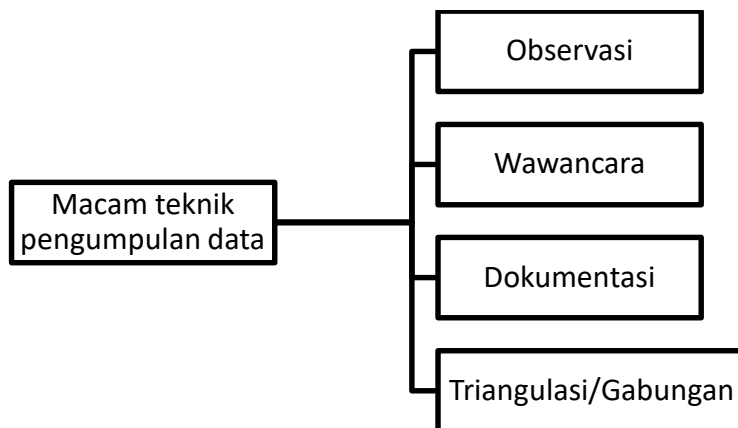 Observasi
Wawancara
Macam teknik
pengumpulan data
Dokumentasi
Triangulasi/Gabungan